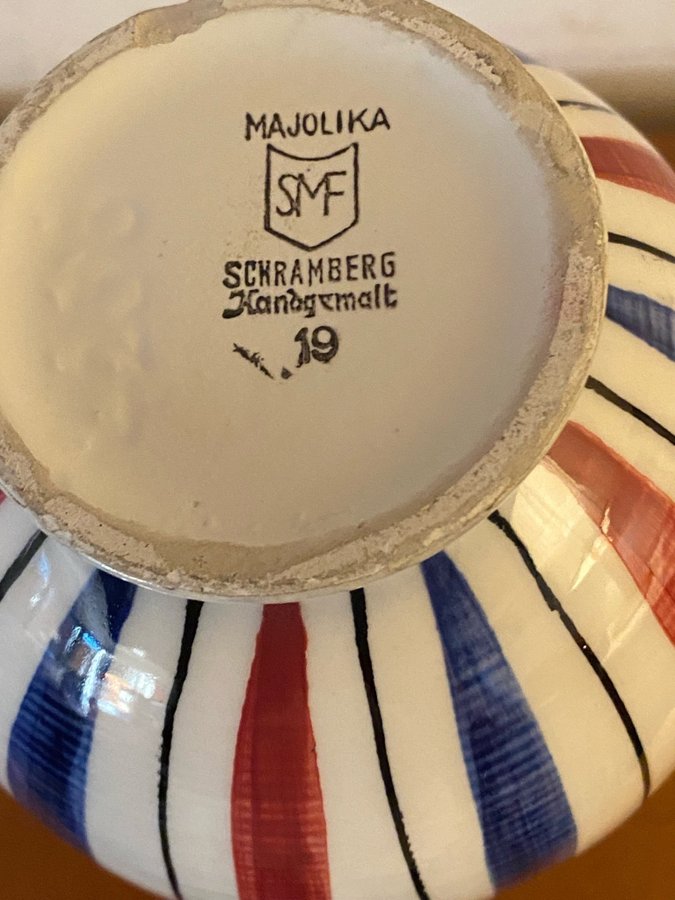 MAJOLIKA
SMF
SCHRAMBERG
Handgemalt
19